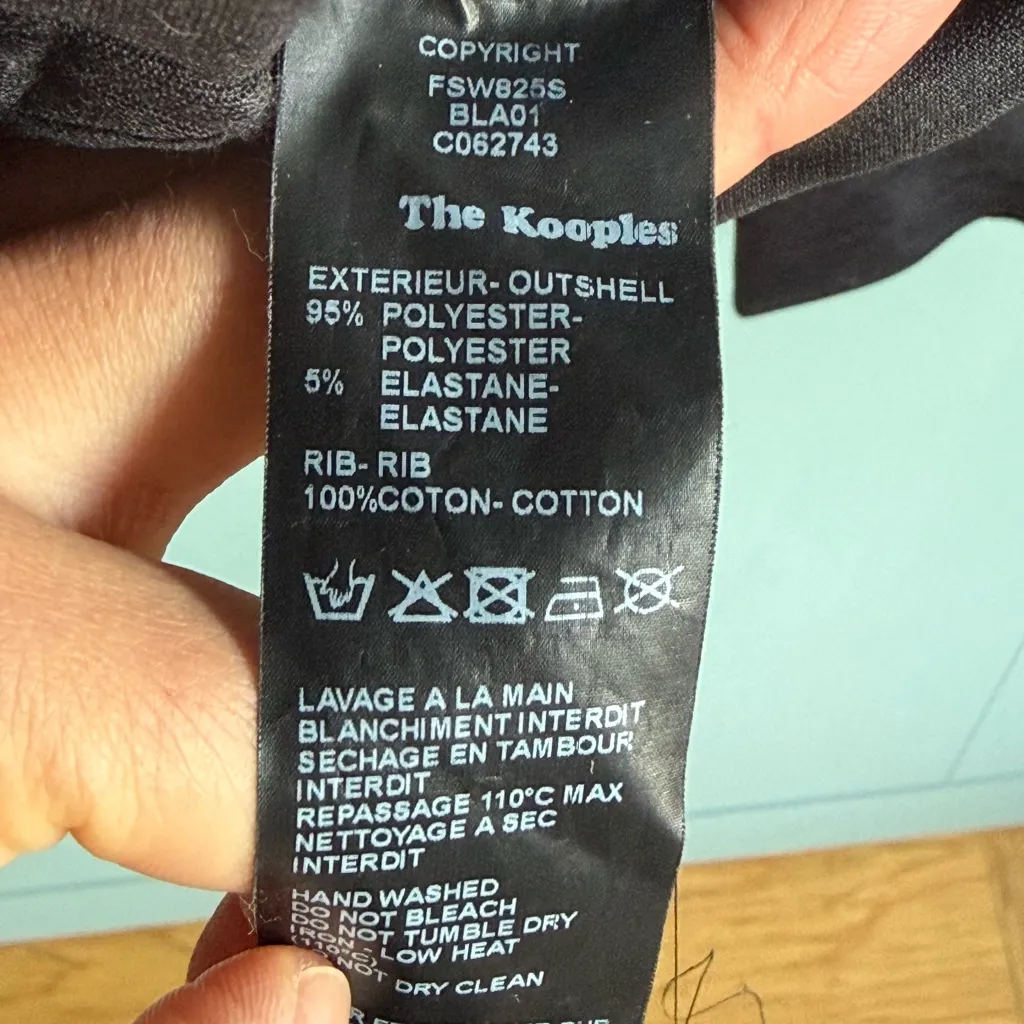 COPYRIGHT
FSW825S
BLA01
C062743
The Kooples
EXTERIEUR- OUTSHELL
95% POLYESTER-
POLYESTER
5% ELASTANE-
ELASTANE
RIB- RIB
100%COTON- COTTON
LAVAGE A LA MAIN
BLANCHIMENT INTERDIT
SECHAGE EN TAMBOUR
INTERDIT
REPASSAGE 110°C MAX
NETTOYAGE A SEC
INTERDIT
HAND WASHED
DO NOT BLEACH
DO NOT TUMBLE DRY
IRON - LOW HEAT
(110°C)
NOT DRY CLEAN